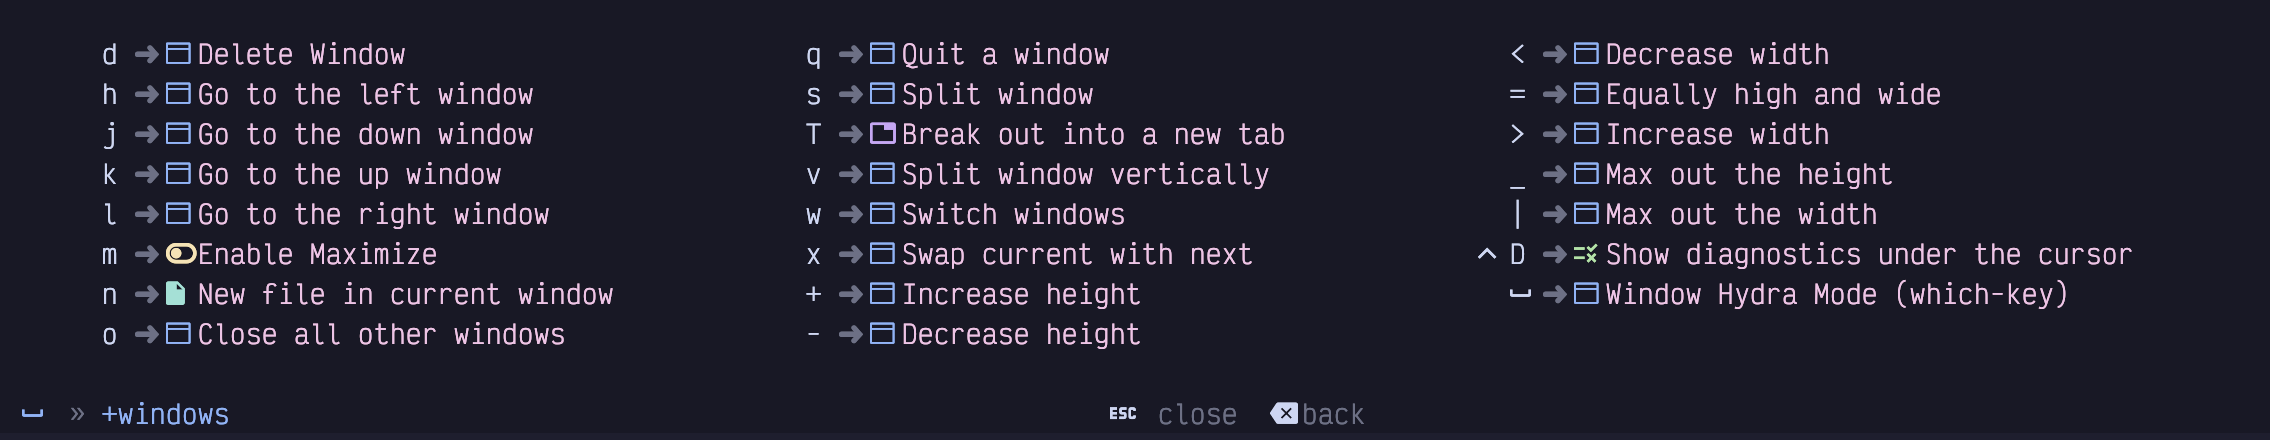 d ➜ Delete Window
h ➜ Go to the left window
j ➜ Go to the down window
k ➜ Go to the up window
l ➜ Go to the right window
m ➜ Enable Maximize
n ➜ New file in current window
o ➜ Close all other windows
q ➜ Quit a window
s ➜ Split window
T ➜ Break out into a new tab
v ➜ Split window vertically
w ➜ Switch windows
x ➜ Swap current with next
+ ➜ Increase height
- ➜ Decrease height
< ➜ Decrease width
= ➜ Equally high and wide
> ➜ Increase width
_ ➜ Max out the height
| ➜ Max out the width
^ D ➜ Show diagnostics under the cursor
␣ ➜ Window Hydra Mode (which-key)
␣ » +windows
ESC close ⌫ back